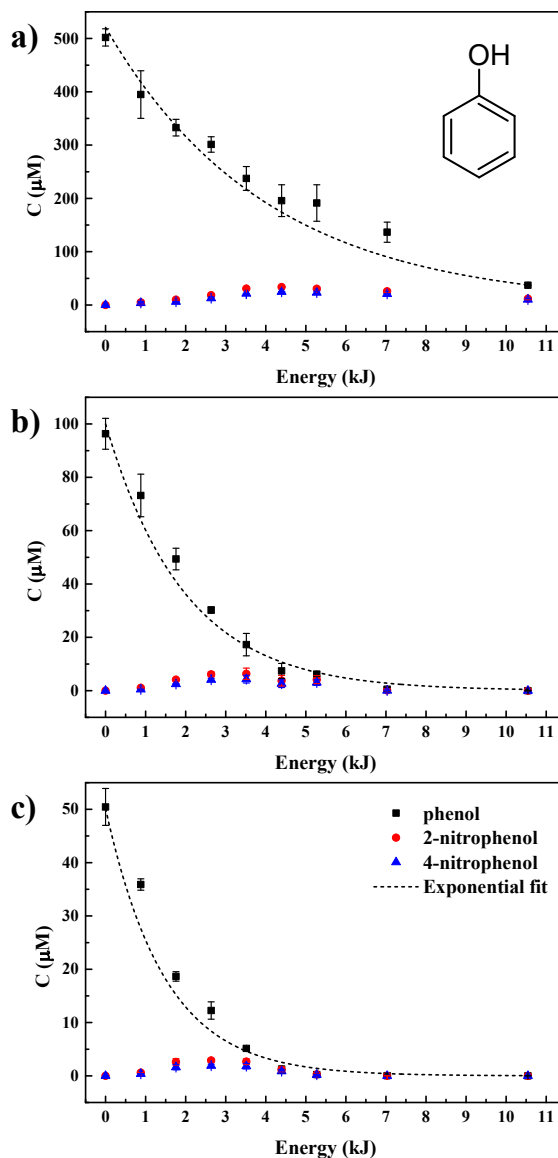 a)
OH
500
400
300
200
100
0
C (µM)
0 1 2 3 4 5 6 7 8 9 10 11
Energy (kJ)
b)
100
80
60
40
20
0
C (µM)
0 1 2 3 4 5 6 7 8 9 10 11
Energy (kJ)
c)
50
40
30
20
10
0
C (µM)
phenol
2-nitrophenol
4-nitrophenol
Exponential fit
0 1 2 3 4 5 6 7 8 9 10 11
Energy (kJ)